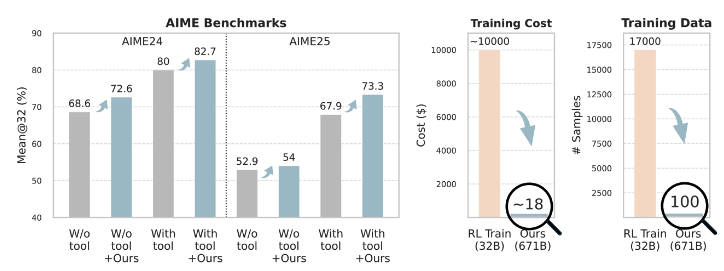 AIME Benchmarks
AIME24
AIME25
Mean@32 (%)
90
80
70
60
50
40
68.6
72.6
80
82.7
52.9
54
67.9
73.3
W/o
tool
W/o
tool
+Ours
With
tool
With
tool
+Ours
W/o
tool
W/o
tool
+Ours
With
tool
With
tool
+Ours
Training Cost
Cost ($)
~10000
10000
8000
6000
4000
2000
~18
RL Train
(32B)
Ours
(671B)
Training Data
# Samples
17000
17500
15000
12500
10000
7500
5000
2500
100
RL Train
(32B)
Ours
(671B)